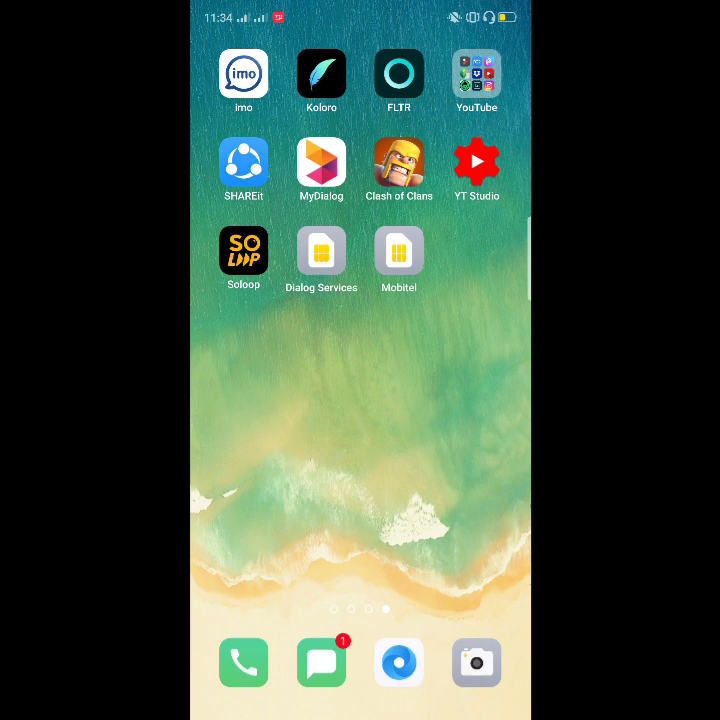 11:34
imo
imo Koloro FLTR YouTube
SHAREit MyDialog Clash of Clans YT Studio
SO
LOOP
Soloop Dialog Services Mobitel
1